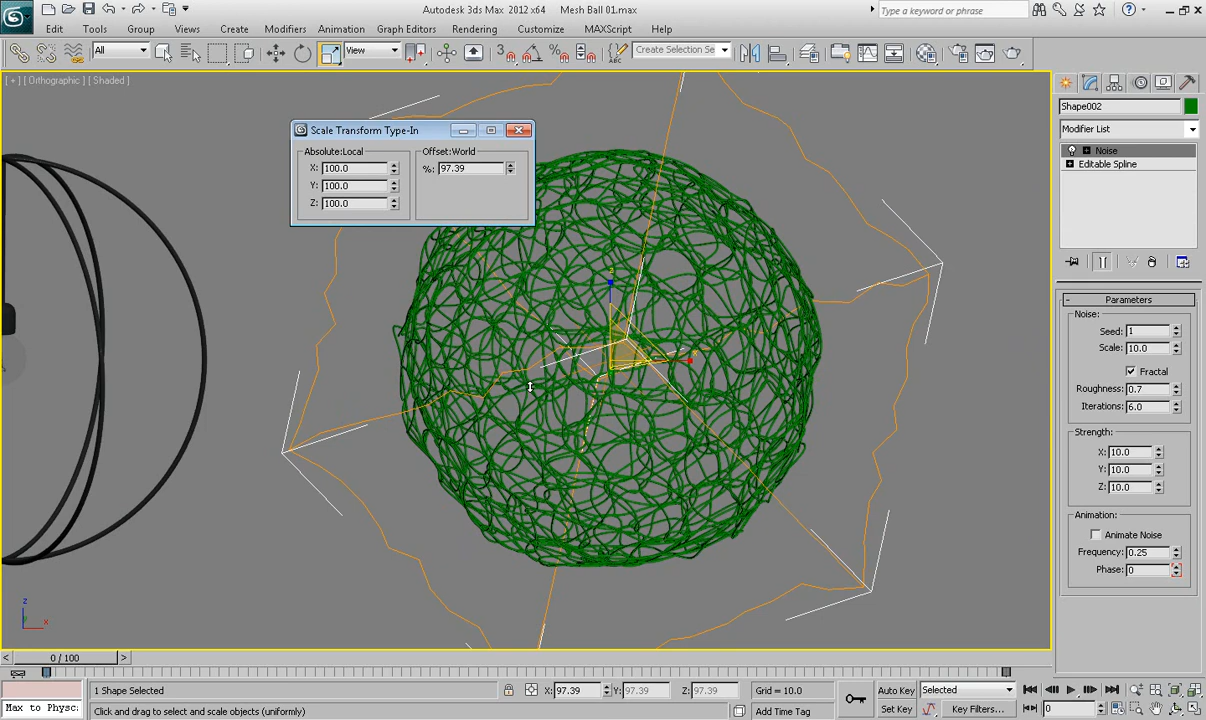 Autodesk 3ds Max 2012 x64 Mesh Ball 01.max
Type a keyword or phrase
Edit Tools Group Views Create Modifiers Animation Graph Editors Rendering Customize MAXScript Help
All View Create Selection Se
[ + ] [ Orthographic ] [ Shaded ]
Scale Transform Type-In
Absolute:Local Offset:World
X: 100.0 %: 97.39
Y: 100.0
Z: 100.0
z
x
z
x
Shape002
Modifier List
Noise
Editable Spline
- Parameters
Noise:
Seed: 1
Scale: 10.0
Fractal
Roughness: 0.7
Iterations: 6.0
Strength:
X: 10.0
Y: 10.0
Z: 10.0
Animation:
Animate Noise
Frequency: 0.25
Phase: 0
< 0 / 100 >
1 Shape Selected X: 97.39 Y: 97.39 Z: 97.39 Grid = 10.0 Auto Key Selected
Max to Physc: Click and drag to select and scale objects (uniformly) Add Time Tag Set Key Key Filters... 0